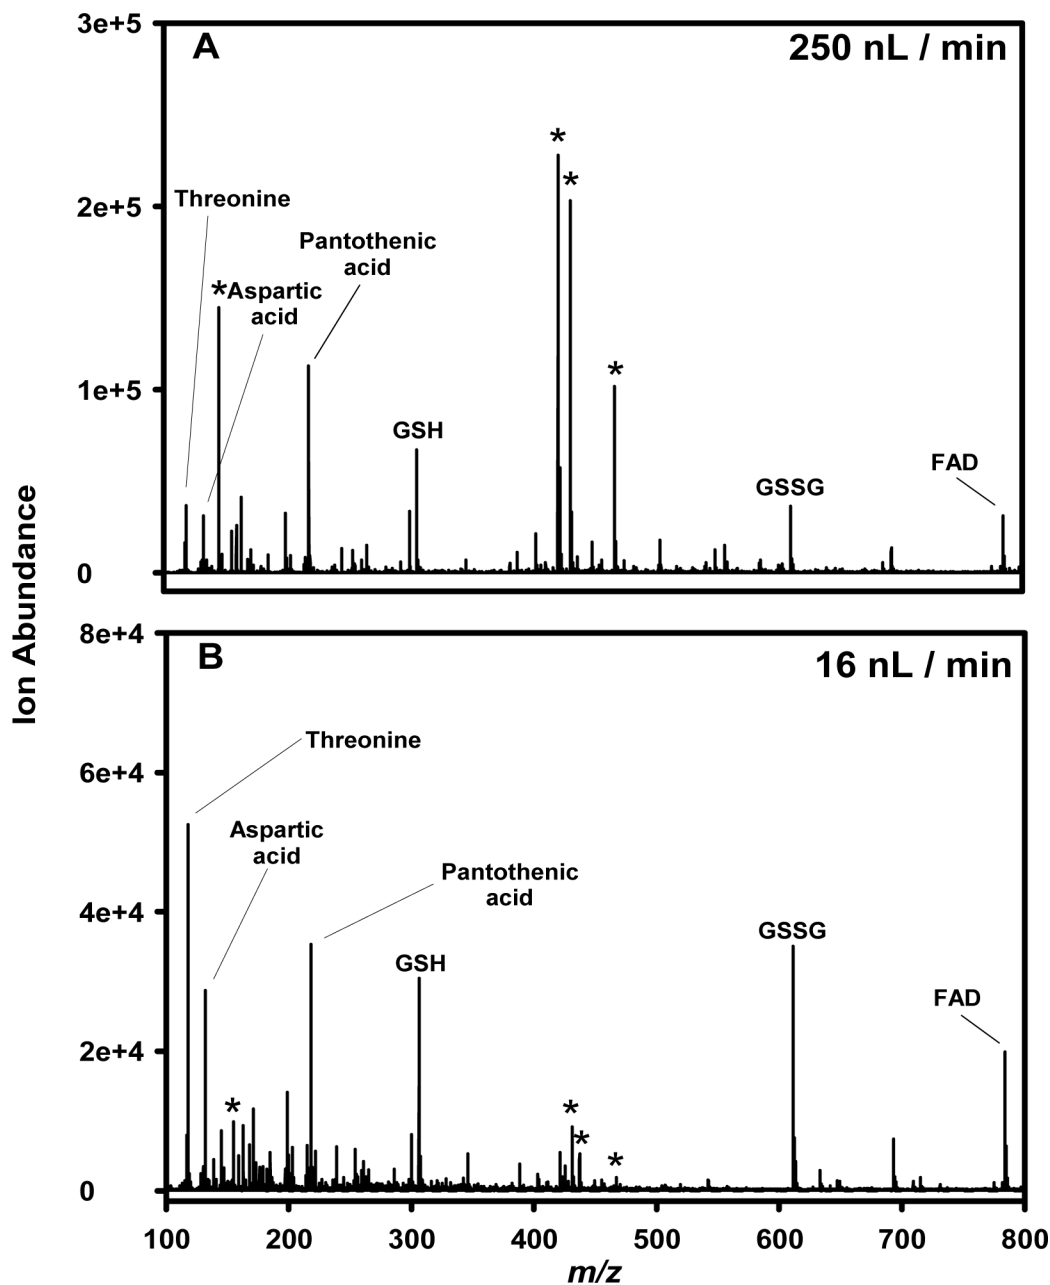 3e+5
A
250 nL / min
*
*
Threonine
2e+5
Pantothenic
acid
*Aspartic
acid
1e+5
*
GSH
FAD
GSSG
0
Ion Abundance
8e+4
B
16 nL / min
Threonine
6e+4
Aspartic
acid
Pantothenic
acid
4e+4
GSSG
GSH
FAD
2e+4
*
*
*
*
0
100 200 300 400 500 600 700 800
m/z